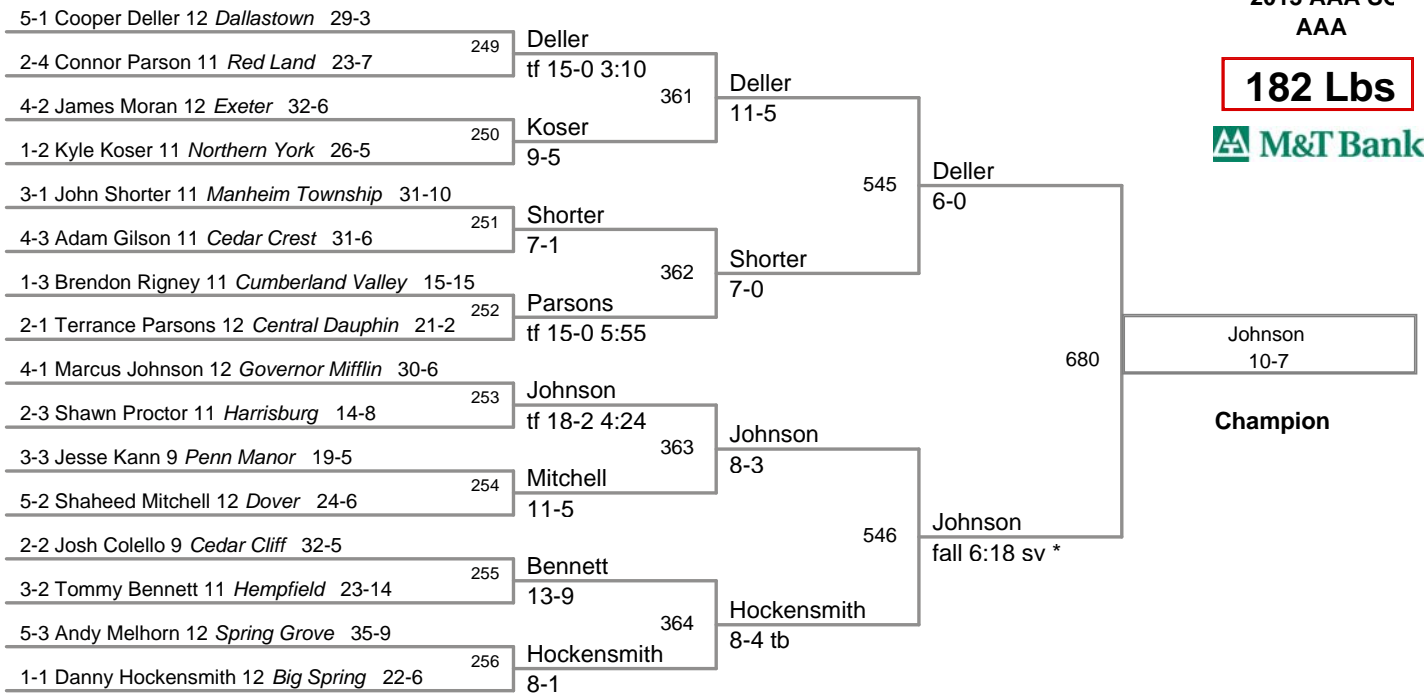 5-1 Cooper Deller 12 Dallastown 29-3
2-4 Connor Parson 11 Red Land 23-7
4-2 James Moran 12 Exeter 32-6
1-2 Kyle Koser 11 Northern York 26-5
3-1 John Shorter 11 Manheim Township 31-10
4-3 Adam Gilson 11 Cedar Crest 31-6
1-3 Brendon Rigney 11 Cumberland Valley 15-15
2-1 Terrance Parsons 12 Central Dauphin 21-2
4-1 Marcus Johnson 12 Governor Mifflin 30-6
2-3 Shawn Proctor 11 Harrisburg 14-8
3-3 Jesse Kann 9 Penn Manor 19-5
5-2 Shaheed Mitchell 12 Dover 24-6
2-2 Josh Colello 9 Cedar Cliff 32-5
3-2 Tommy Bennett 11 Hempfield 23-14
5-3 Andy Melhorn 12 Spring Grove 35-9
1-1 Danny Hockensmith 12 Big Spring 22-6
249
250
251
252
253
254
255
256
Deller
tf 15-0 3:10
Koser
9-5
Shorter
7-1
Parsons
tf 15-0 5:55
Johnson
tf 18-2 4:24
Mitchell
11-5
Bennett
13-9
Hockensmith
8-1
361
362
363
364
Deller
11-5
Shorter
7-0
Johnson
8-3
Hockensmith
8-4 tb
545
546
Deller
6-0
Johnson
fall 6:18 sv *
680
Johnson
10-7
Champion
AAA
AAA
182 Lbs
M&T Bank